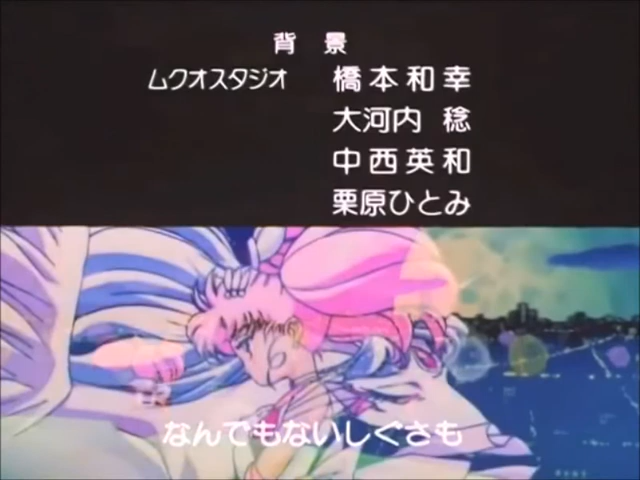 背景
ムクオスタジオ 橋本和幸
大河内 稔
中西英和
栗原ひとみ
なんでもないしぐさも